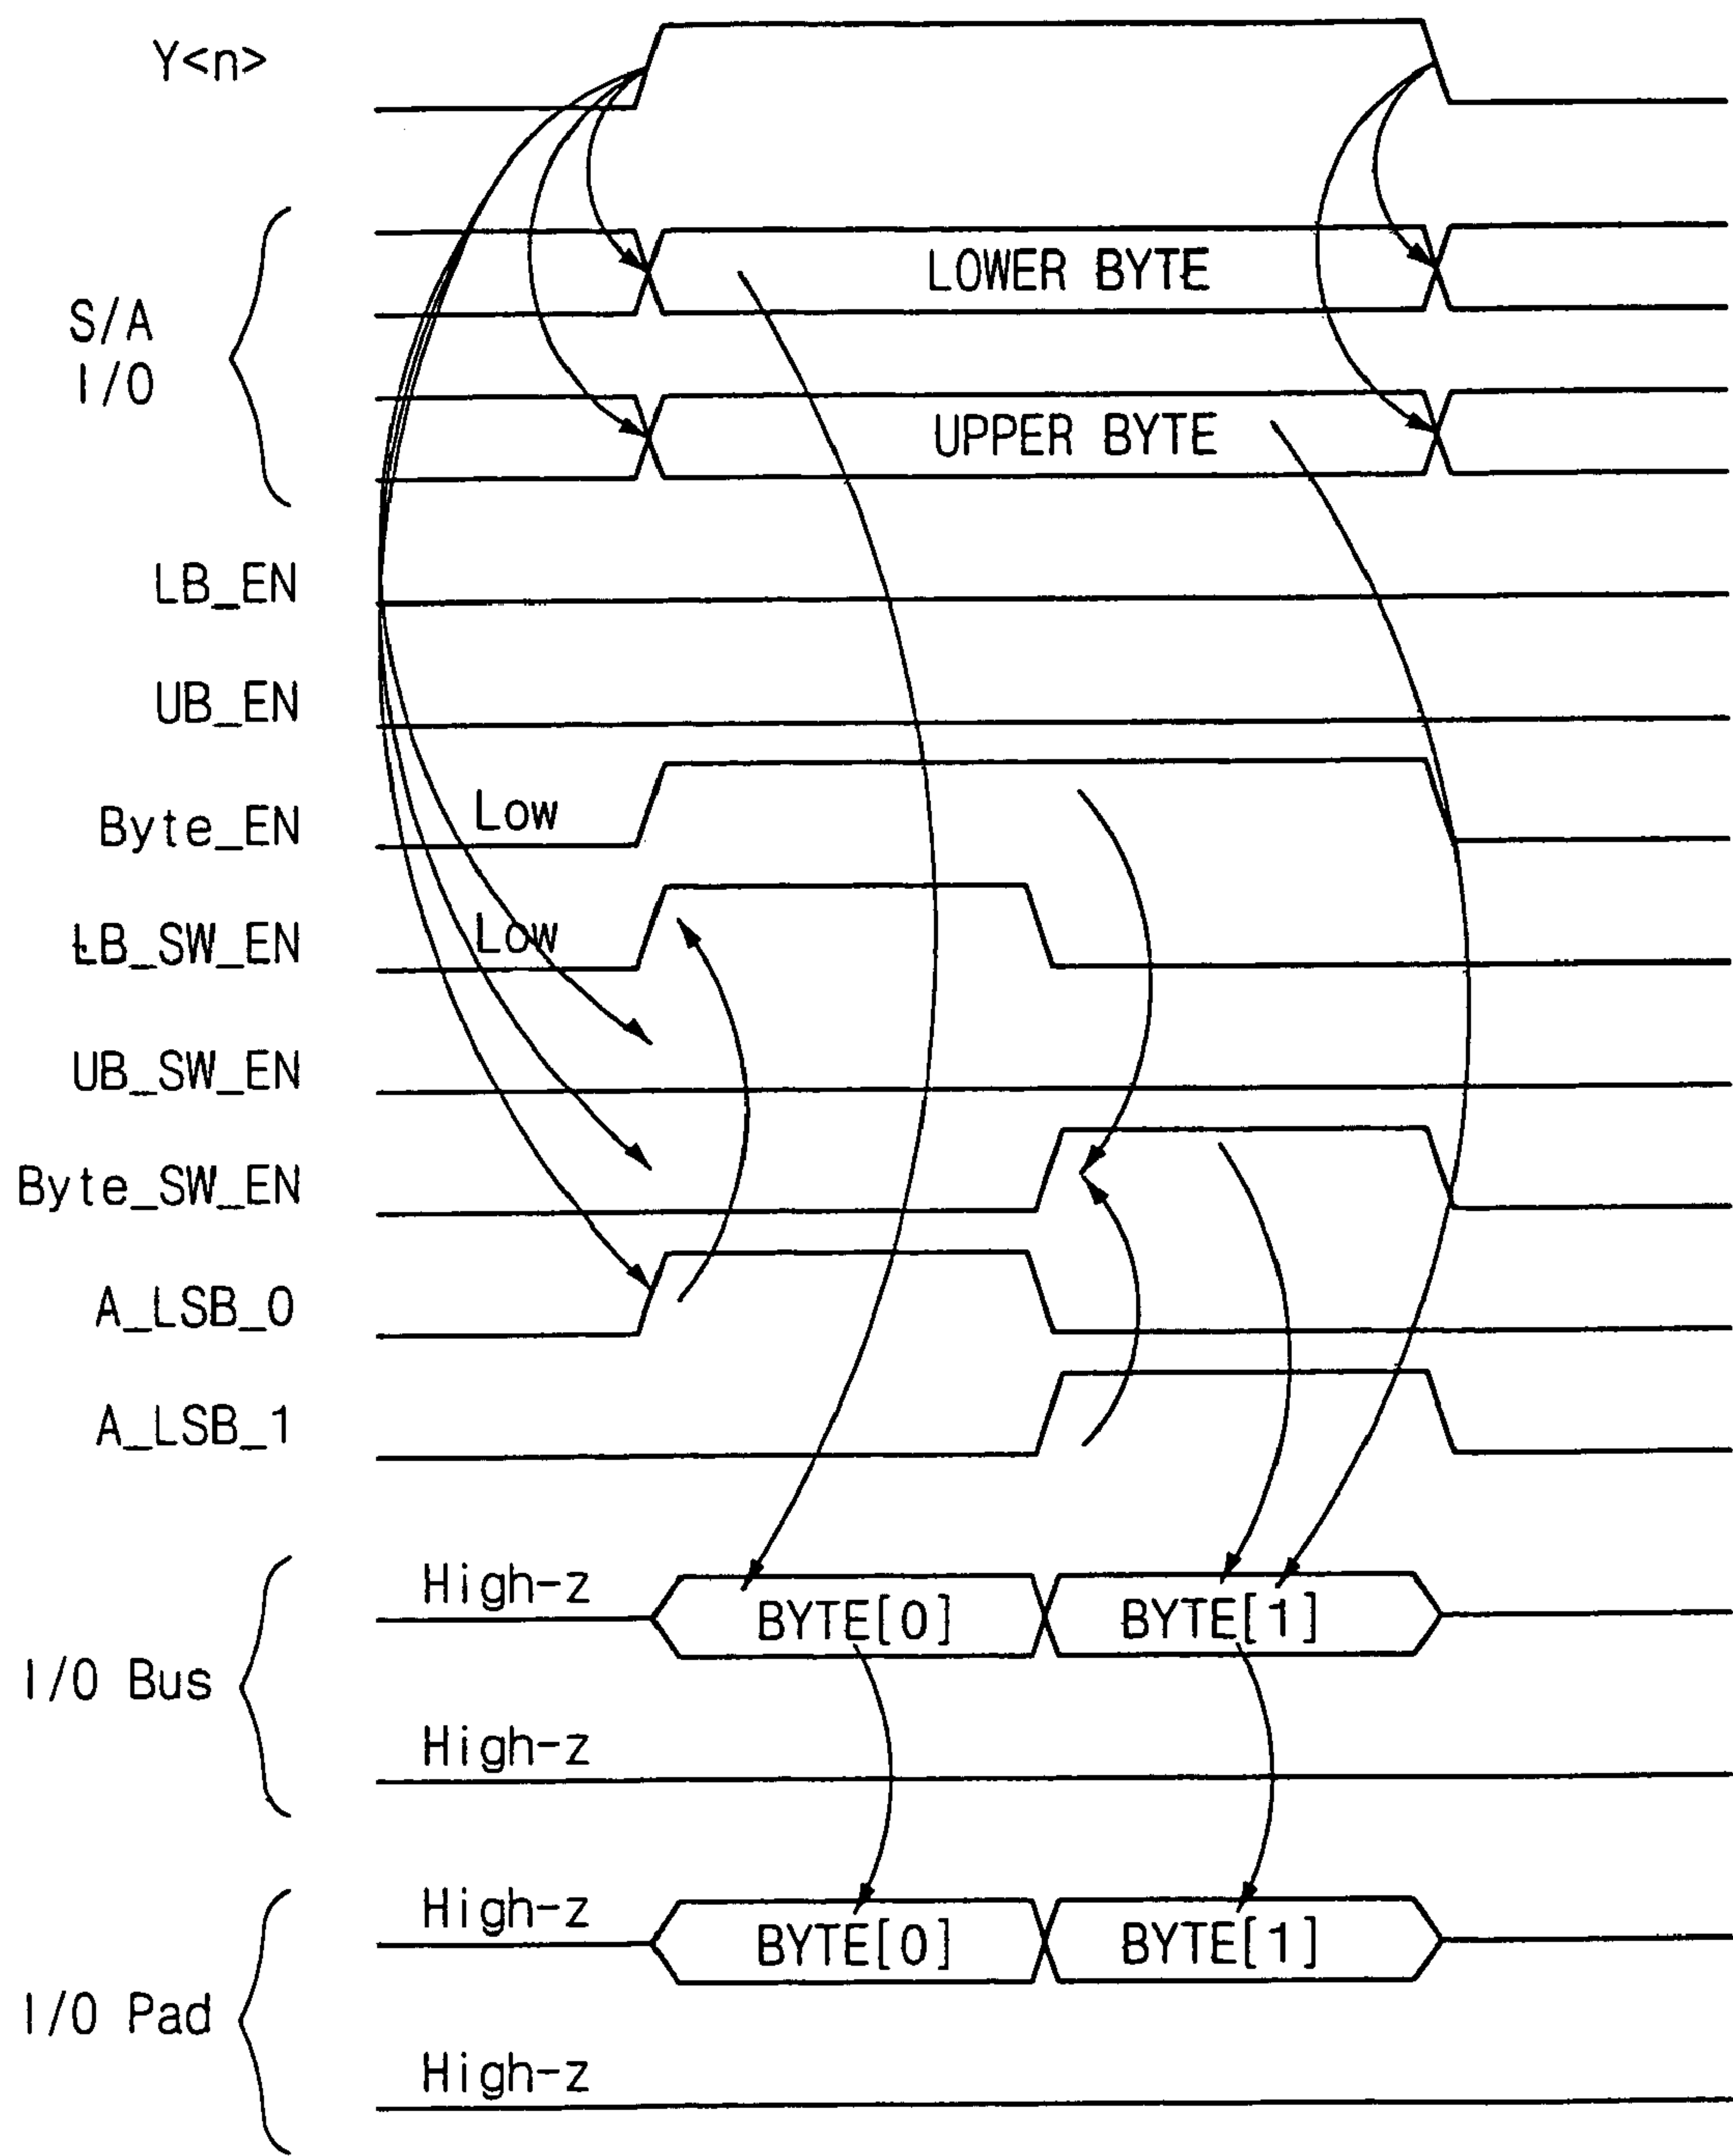 Y<n>
S/A
I/O
LOWER BYTE
UPPER BYTE
LB_EN
UB_EN
Byte_EN
Low
LB_SW_EN
Low
UB_SW_EN
Byte_SW_EN
A_LSB_0
A_LSB_1
I/O Bus
High-z
BYTE[0]
BYTE[1]
High-z
I/O Pad
High-z
BYTE[0]
BYTE[1]
High-z